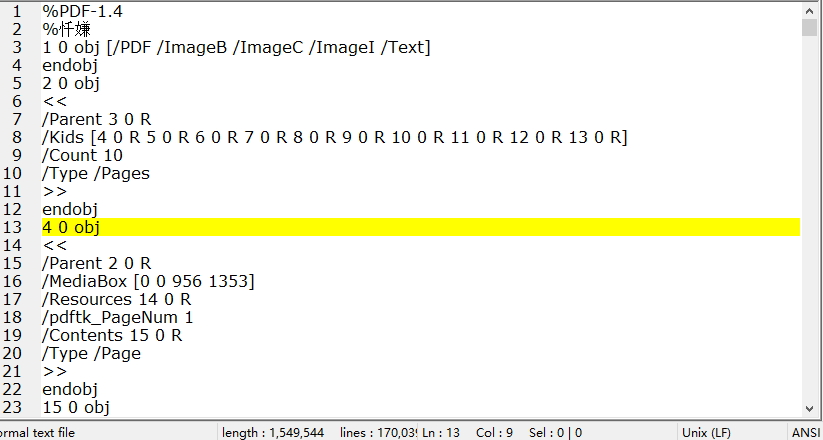 1 %PDF-1.4
2 %忏嫌
3 1 0 obj [/PDF /ImageB /ImageC /ImageI /Text]
4 endobj
5 2 0 obj
6 <<
7 /Parent 3 0 R
8 /Kids [4 0 R 5 0 R 6 0 R 7 0 R 8 0 R 9 0 R 10 0 R 11 0 R 12 0 R 13 0 R]
9 /Count 10
10 /Type /Pages
11 >>
12 endobj
13 4 0 obj
14 <<
15 /Parent 2 0 R
16 /MediaBox [0 0 956 1353]
17 /Resources 14 0 R
18 /pdftk_PageNum 1
19 /Contents 15 0 R
20 /Type /Page
21 >>
22 endobj
23 15 0 obj
ormal text file length : 1,549,544 lines : 170,039 Ln : 13 Col : 9 Sel : 0 | 0 Unix (LF) ANSI